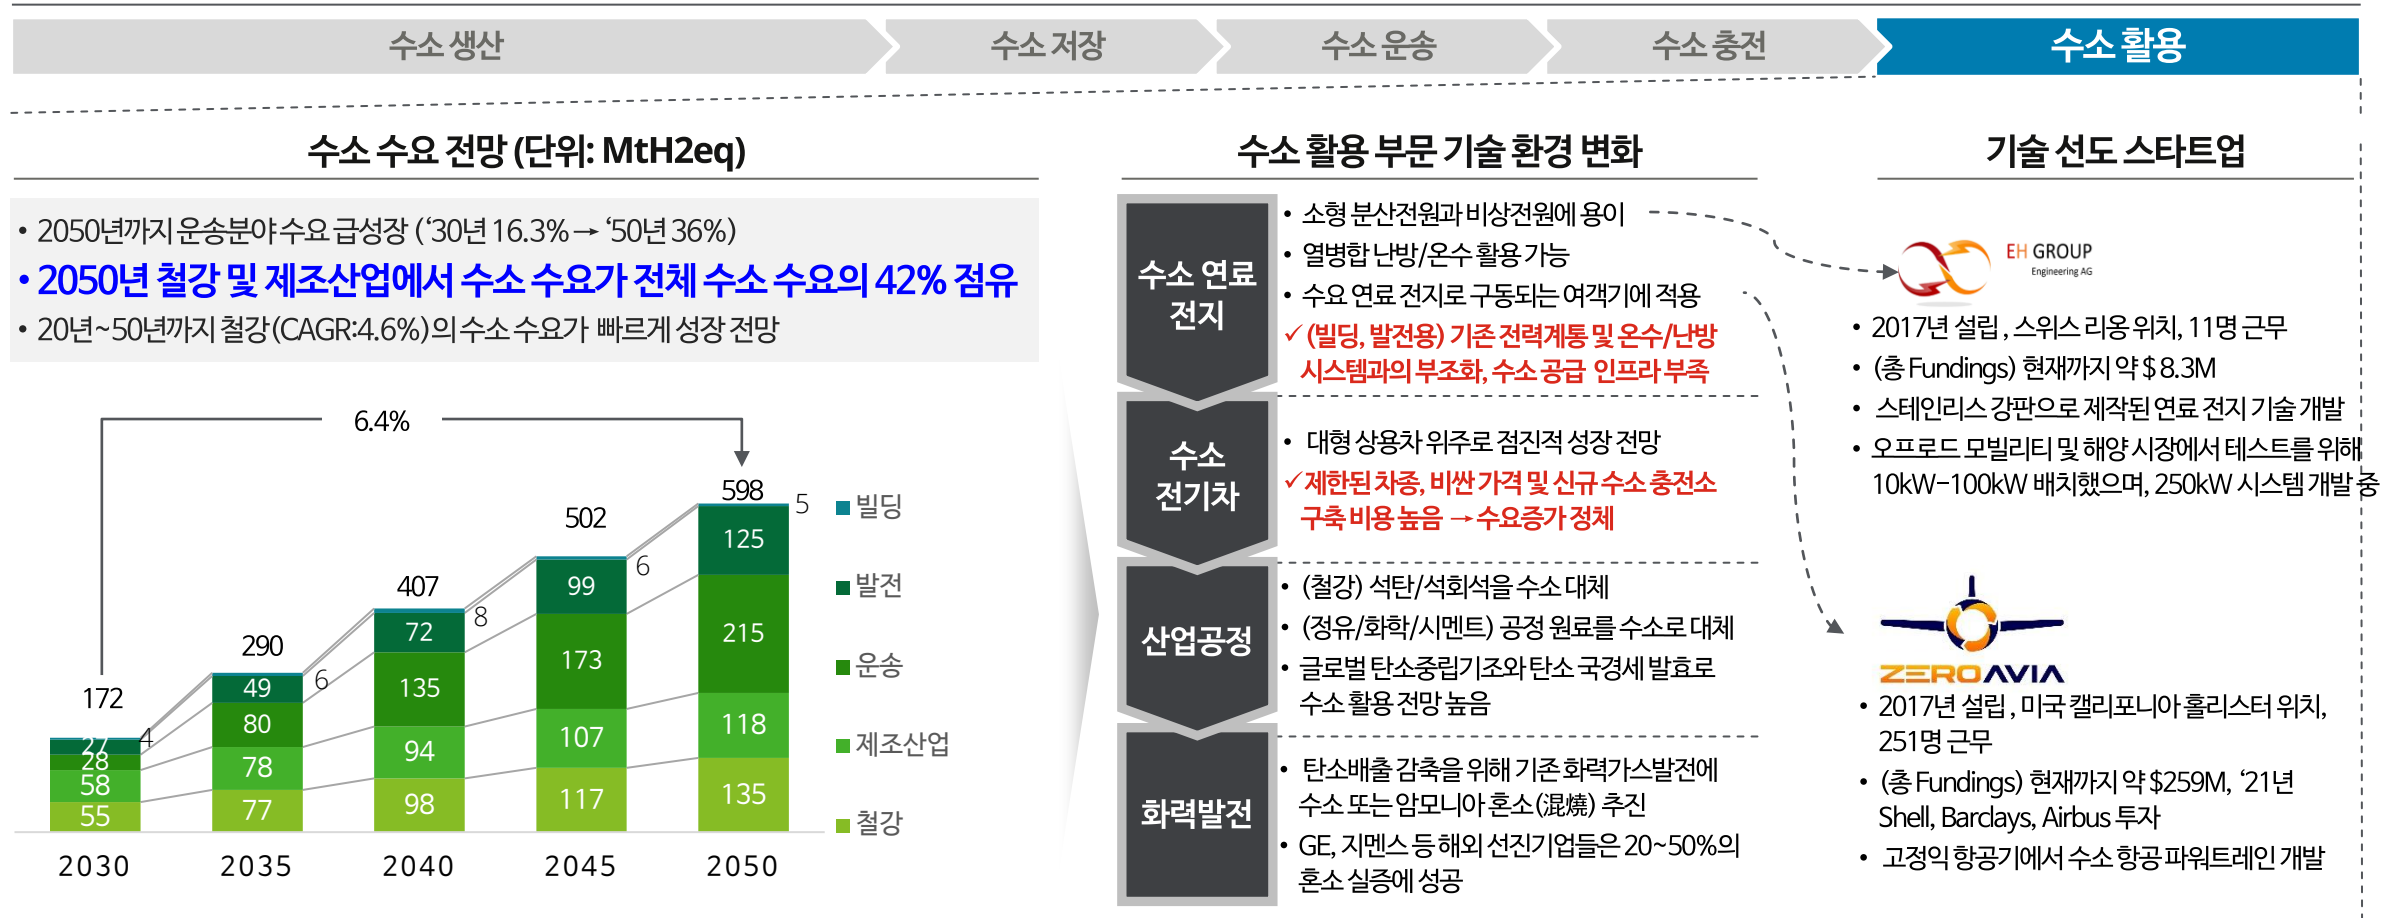 수소 생산
수소 저장
수소 운송
수소 충전
수소 활용
수소 수요 전망 (단위: MtH2eq)
• 2050년까지 운송분야 수요 급성장 (‘30년 16.3% → ‘50년 36%)
• 2050년 철강 및 제조산업에서 수소 수요가 전체 수소 수요의 42% 점유
• 20년~50년까지 철강(CAGR:4.6%)의 수소 수요가 빠르게 성장 전망
6.4%
172
4
27
28
58
55
2030
290
6
49
80
78
77
2035
407
8
72
135
94
98
2040
502
6
99
173
107
117
2045
598
5
125
215
118
135
2050
빌딩
발전
운송
제조산업
철강
수소 활용 부문 기술 환경 변화
수소 연료
전지
• 소형 분산전원과 비상전원에 용이
• 열병합 난방/온수 활용 가능
• 수요 연료 전지로 구동되는 여객기에 적용
✓(빌딩, 발전용) 기존 전력계통 및 온수/난방
시스템과의 부조화, 수소 공급 인프라 부족
수소
전기차
• 대형 상용차 위주로 점진적 성장 전망
✓제한된 차종, 비싼 가격 및 신규 수소 충전소
구축 비용 높음 → 수요증가 정체
산업공정
• (철강) 석탄/석회석을 수소 대체
• (정유/화학/시멘트) 공정 원료를 수소로 대체
• 글로벌 탄소중립기조와 탄소 국경세 발효로
수소 활용 전망 높음
화력발전
• 탄소배출 감축을 위해 기존 화력가스발전에
수소 또는 암모니아 혼소(混燒) 추진
• GE, 지멘스 등 해외 선진기업들은 20~50%의
혼소 실증에 성공
기술 선도 스타트업
EH GROUP
Engineering AG
• 2017년 설립 , 스위스 리옹 위치, 11명 근무
• (총 Fundings) 현재까지 약 $ 8.3M
• 스테인리스 강판으로 제작된 연료 전지 기술 개발
• 오프로드 모빌리티 및 해양 시장에서 테스트를 위해
10kW-100kW 배치했으며, 250kW 시스템 개발 중
ZEROAVIA
• 2017년 설립 , 미국 캘리포니아 홀리스터 위치,
251명 근무
• (총 Fundings) 현재까지 약 $259M, ‘21년
Shell, Barclays, Airbus 투자
• 고정익 항공기에서 수소 항공 파워트레인 개발